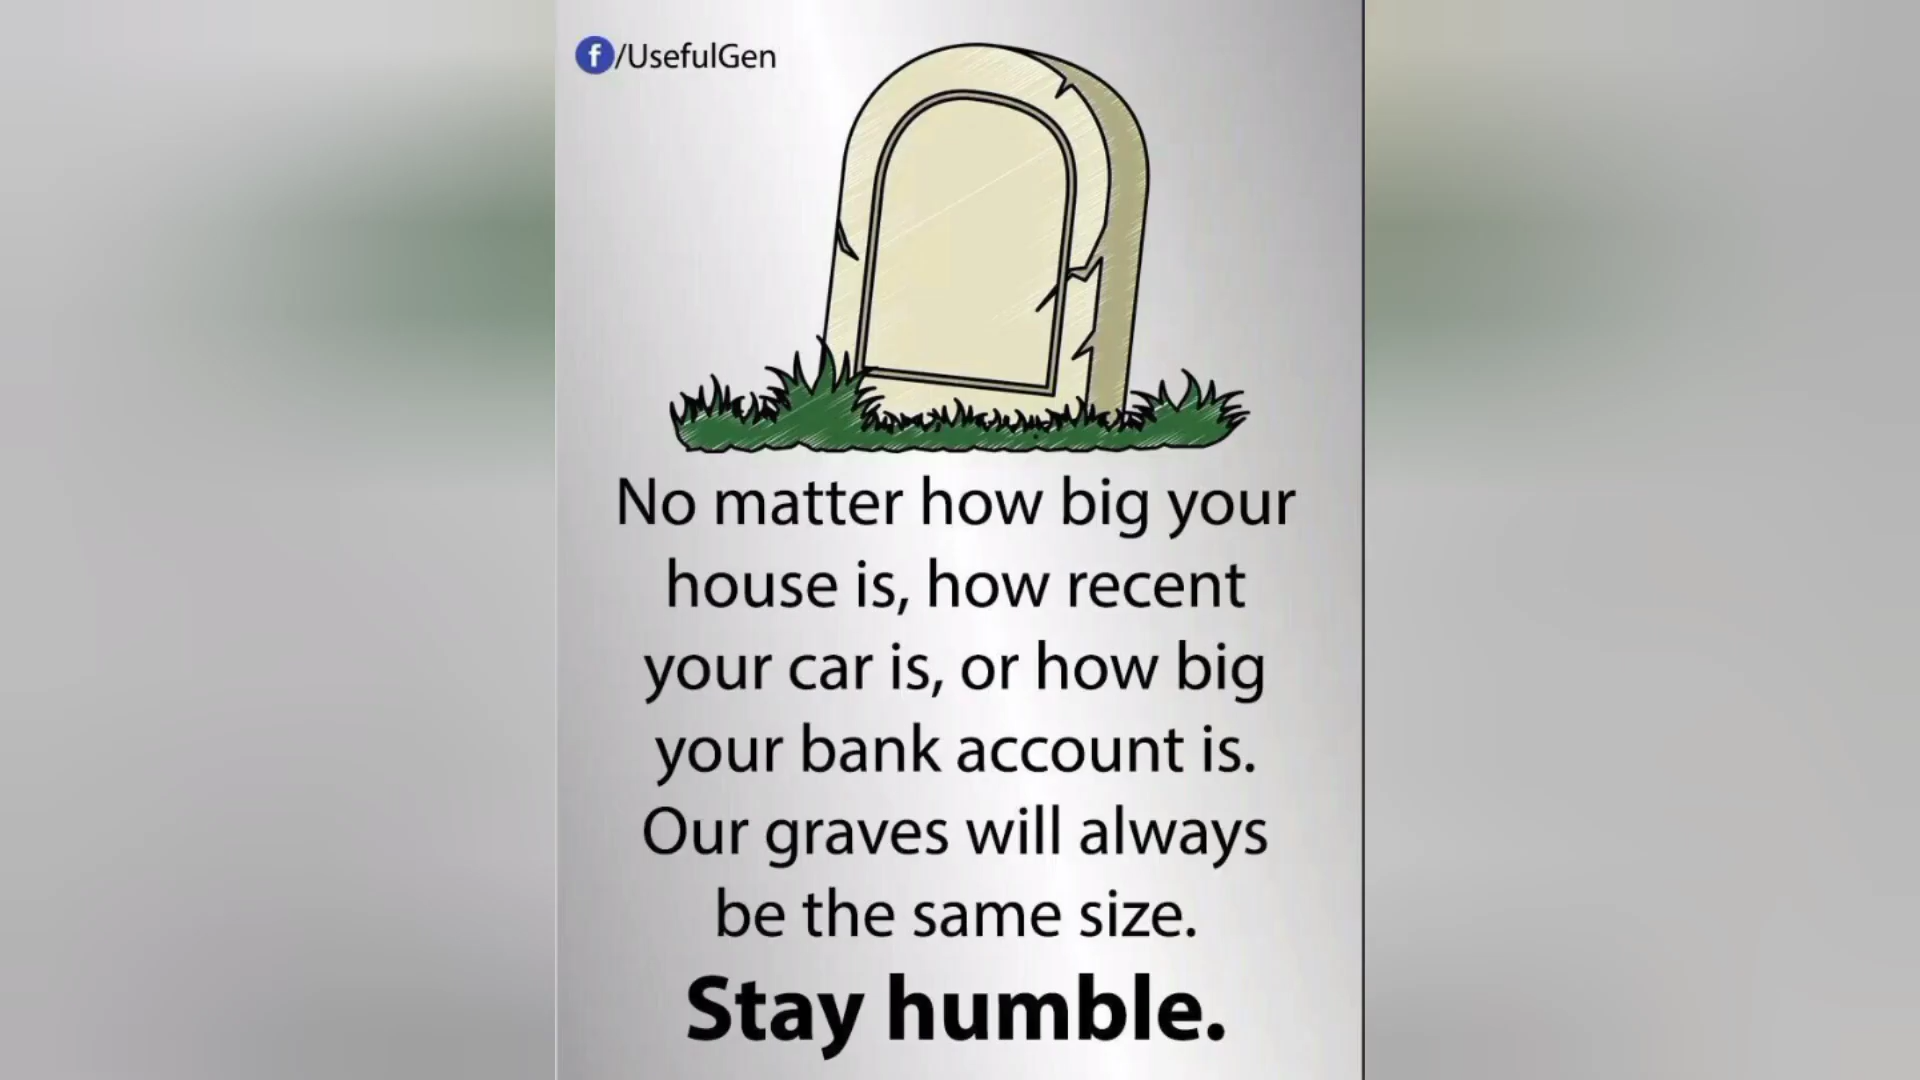 f/UsefulGen
No matter how big your
house is, how recent
your car is, or how big
your bank account is.
Our graves will always
be the same size.
Stay humble.